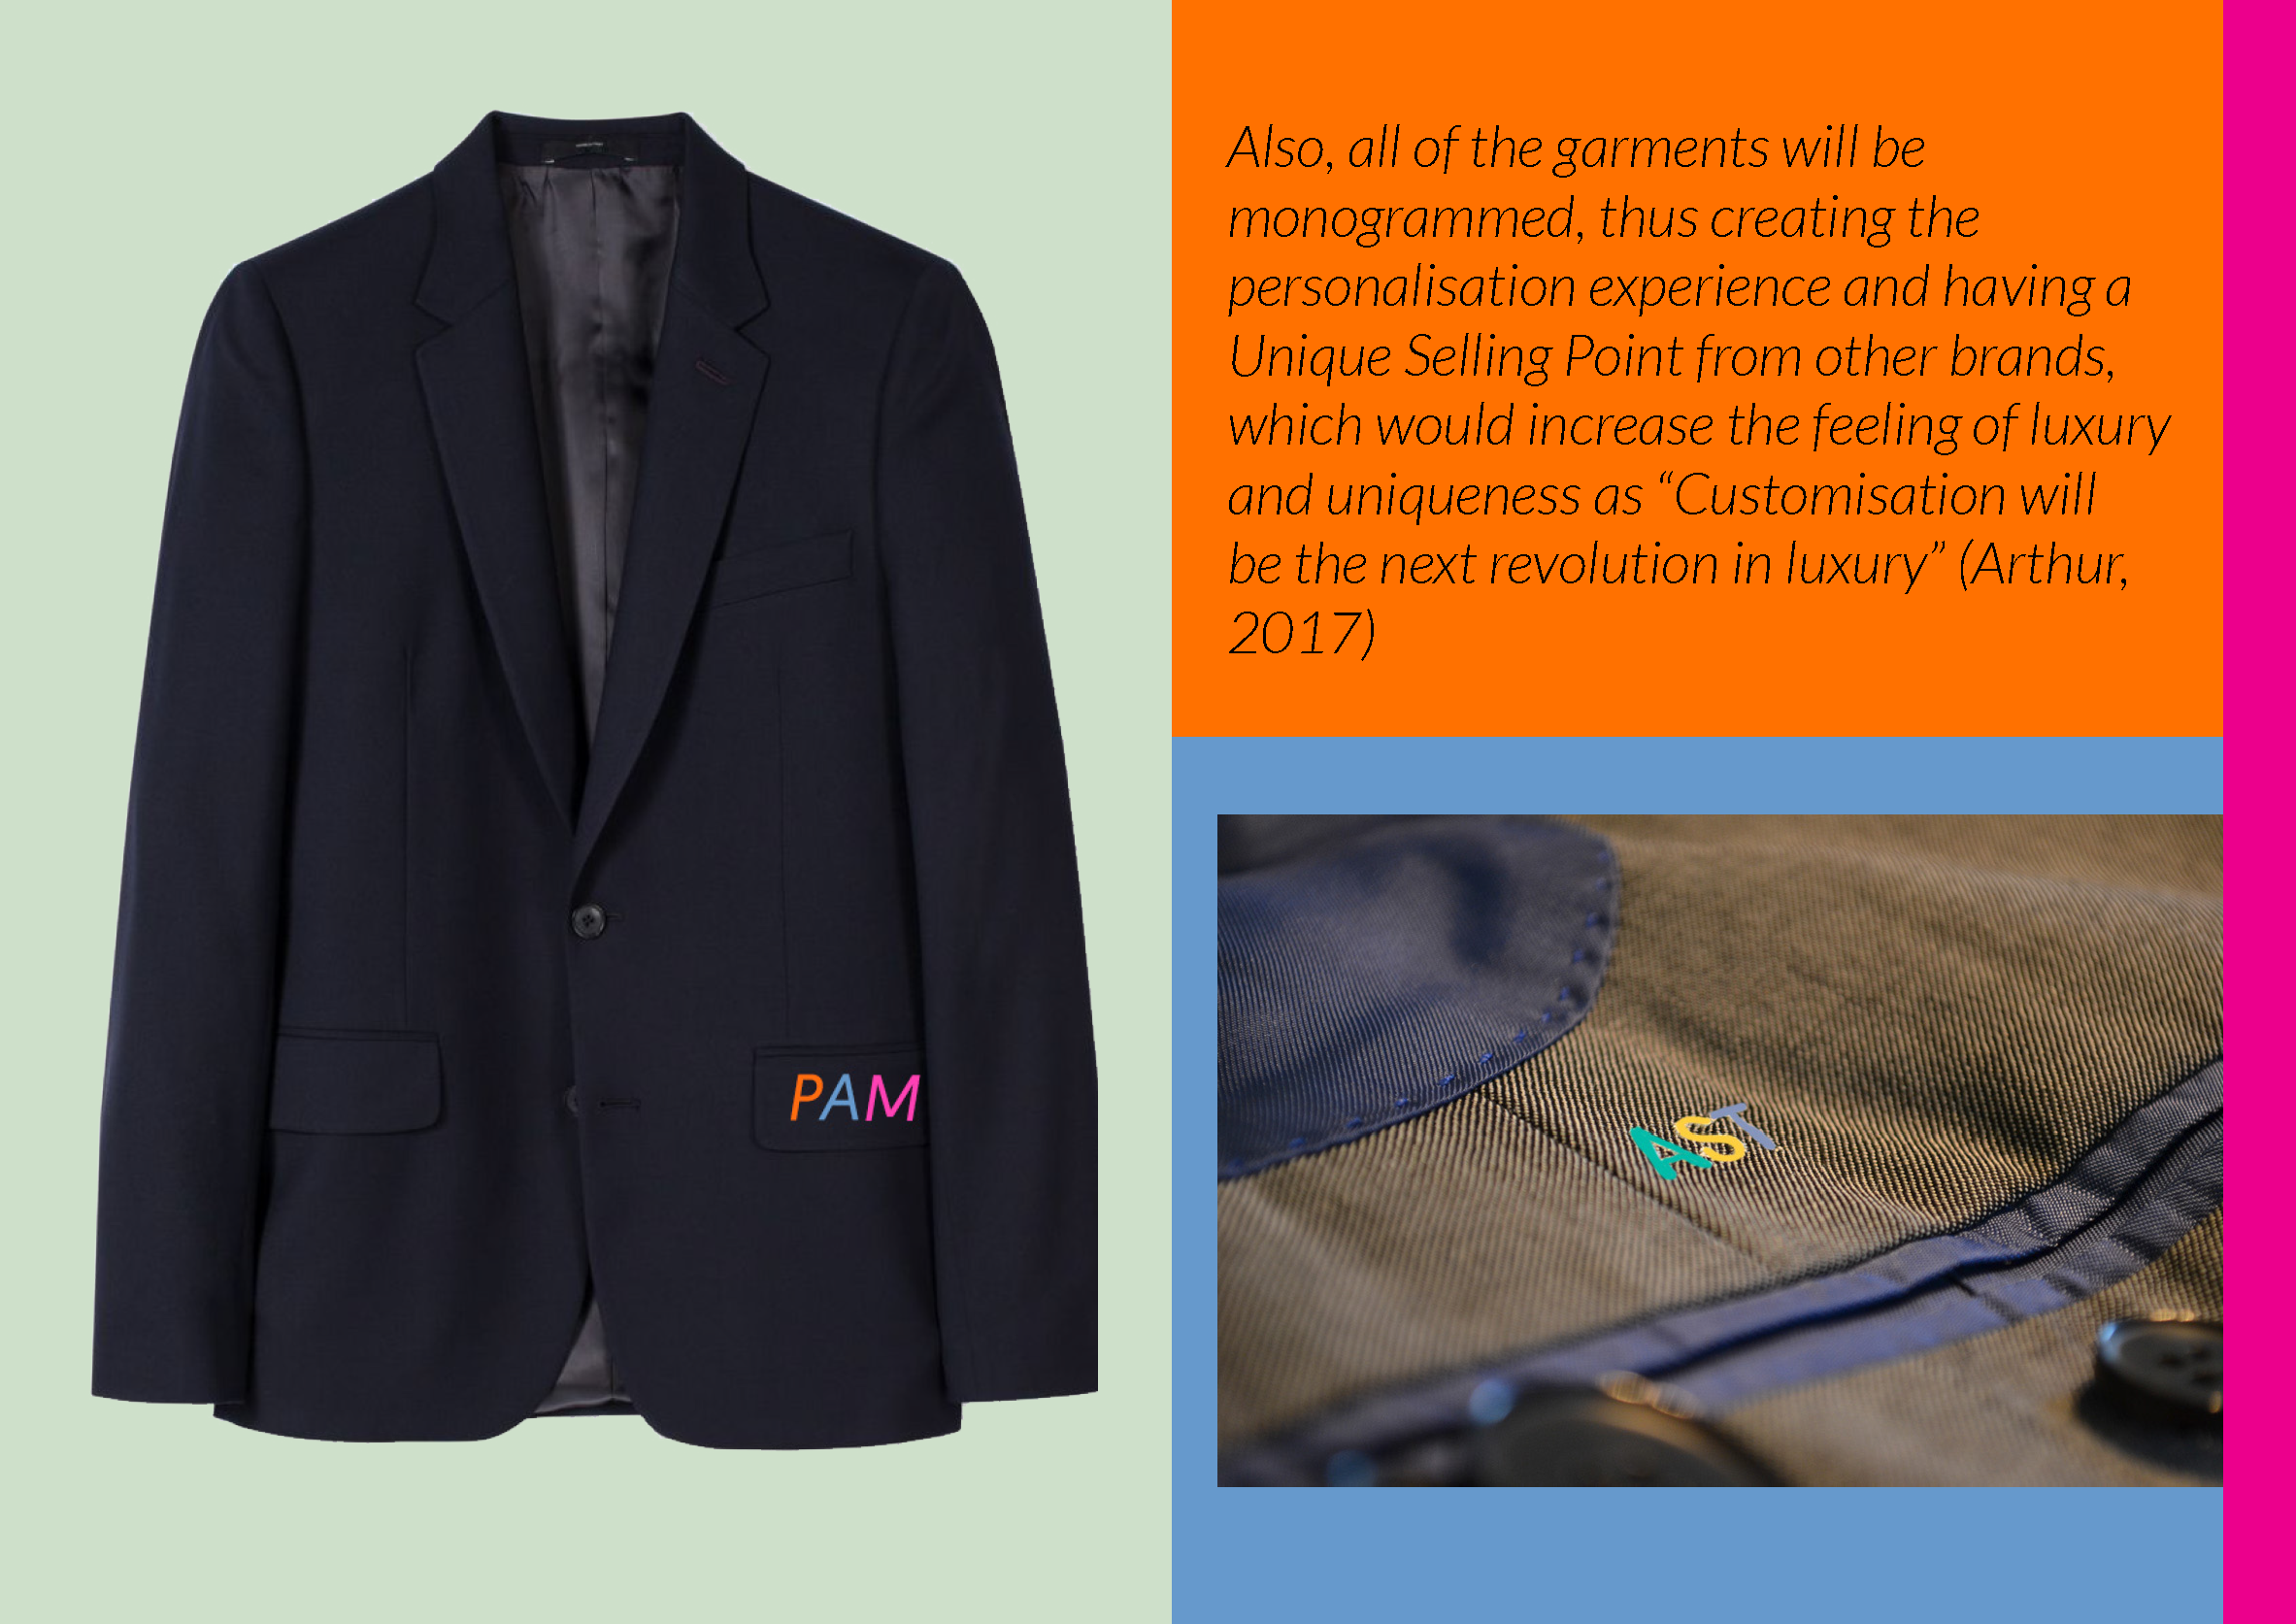 Also, all of the garments will be
monogrammed, thus creating the
personalisation experience and having a
Unique Selling Point from other brands,
which would increase the feeling of luxury
and uniqueness as “Customisation will
be the next revolution in luxury” (Arthur,
2017)
PAM
AST